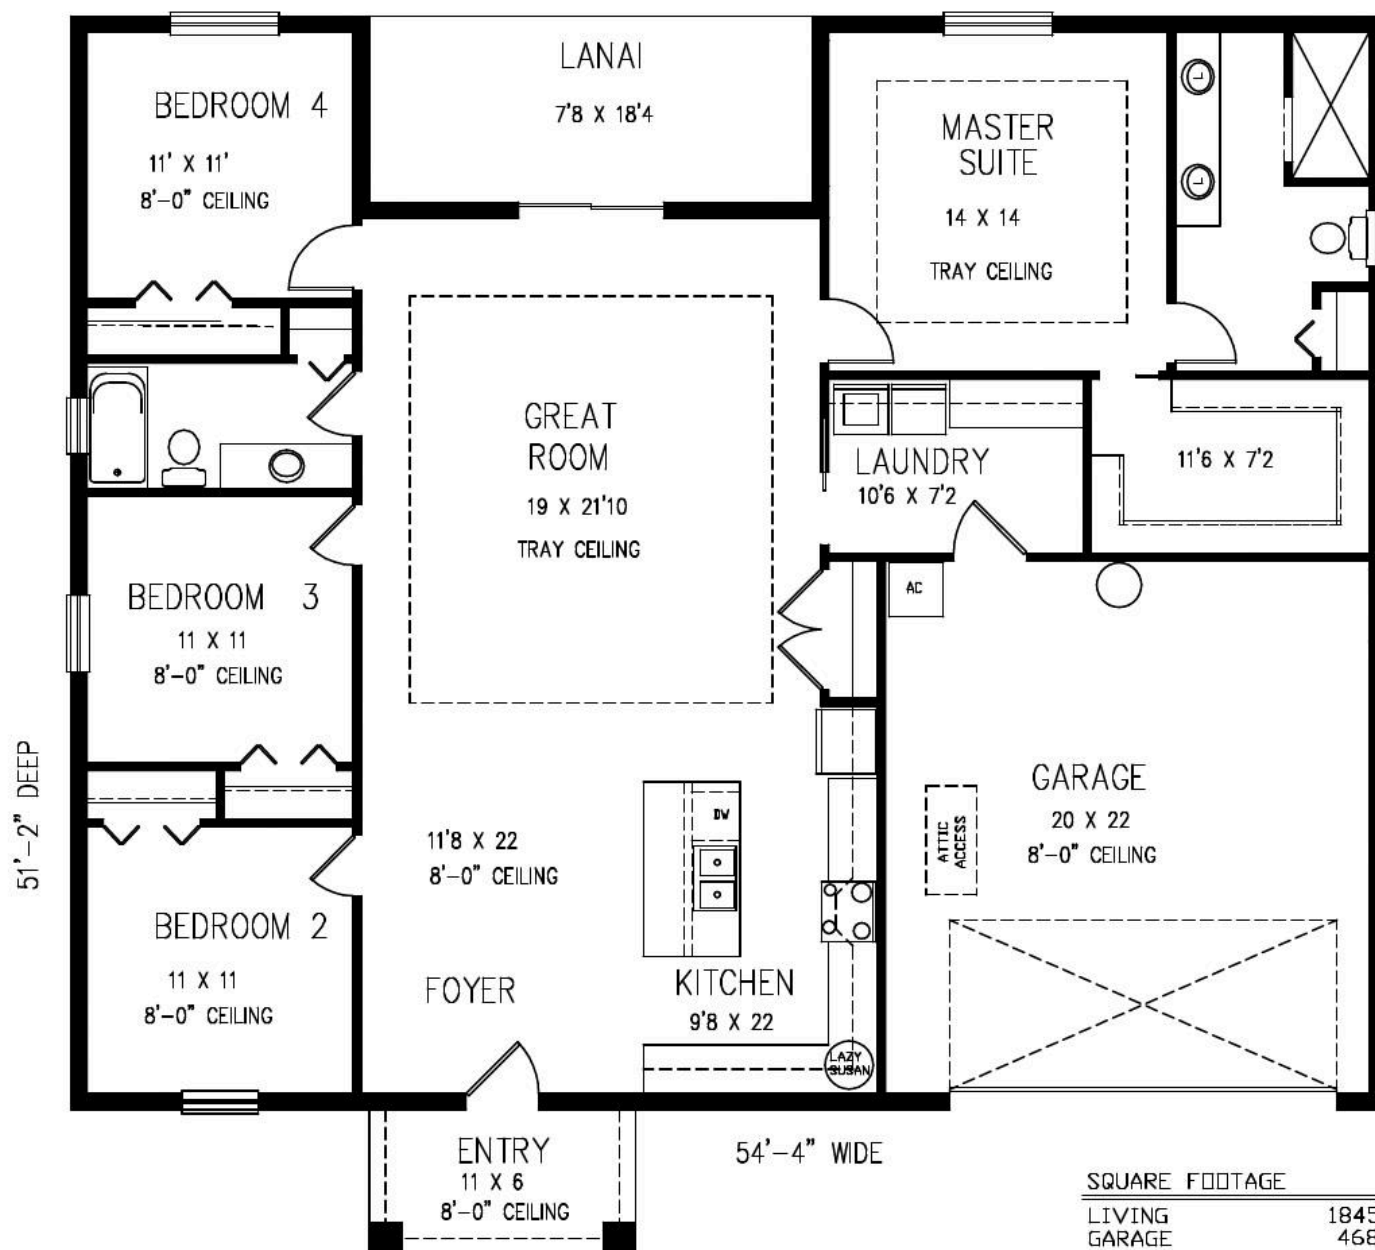 LANAI
7'8 X 18'4
BEDROOM 4
11' X 11'
8'-0" CEILING
MASTER
SUITE
14 X 14
TRAY CEILING
L
L
GREAT
ROOM
19 X 21'10
TRAY CEILING
LAUNDRY
10'6 X 7'2
11'6 X 7'2
BEDROOM 3
11 X 11
8'-0" CEILING
AC
51'-2" DEEP
GARAGE
20 X 22
8'-0" CEILING
ATTIC
ACCESS
DW
11'8 X 22
8'-0" CEILING
BEDROOM 2
11 X 11
8'-0" CEILING
FOYER
KITCHEN
9'8 X 22
LAZY
SUSAN
ENTRY
11 X 6
8'-0" CEILING
54'-4" WIDE
SQUARE FOOTAGE
LIVING 1845
GARAGE 468